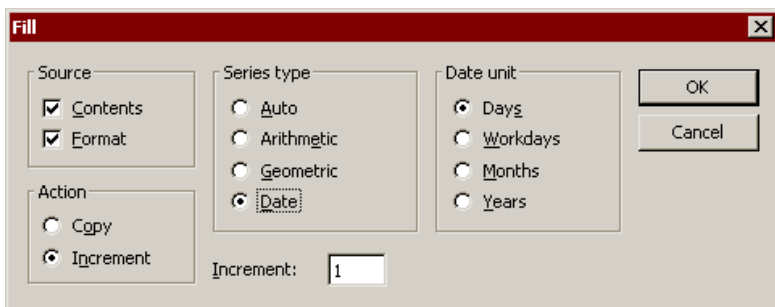 Fill
Source
Contents
Format
Action
Copy
Increment
Series type
Auto
Arithmetic
Geometric
Date
Increment: 1
Date unit
Days
Workdays
Months
Years
OK
Cancel